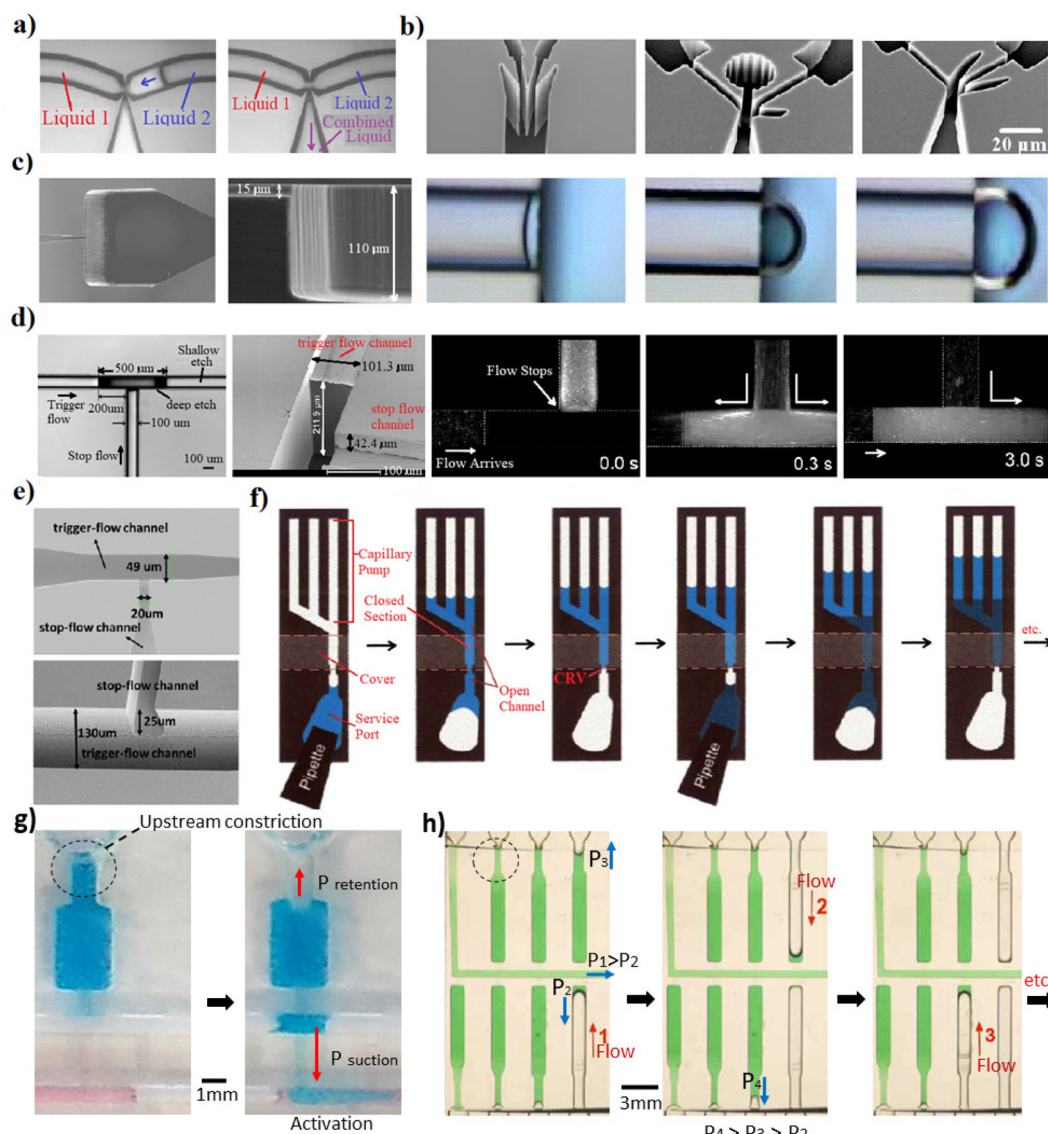 a)
b)
Liquid 1
Liquid 2
Liquid 1
Liquid 2
Combined
Liquid
20 µm
c)
15 µm
110 µm
d)
500 um
Shallow
etch
Trigger
flow
200um
deep etch
100 um
Stop flow
100 um
trigger flow channel
101.3 µm
211.9 µm
stop flow
channel
42.4 µm
100 µm
Flow Stops
Flow Arrives
0.0 s
0.3 s
3.0 s
e)
trigger-flow channel
49 um
20um
stop-flow channel
stop-flow channel
25um
130um
trigger-flow channel
f)
Capillary
Pump
Closed
Section
Cover
Open
Channel
Service
Port
Pipette
CRV
Pipette
etc.
g)
Upstream constriction
P retention
P suction
1mm
Activation
h)
P3
P1>P2
P2
1
Flow
3mm
Flow
2
P4
P4 > P3 > P2
3
Flow
etc